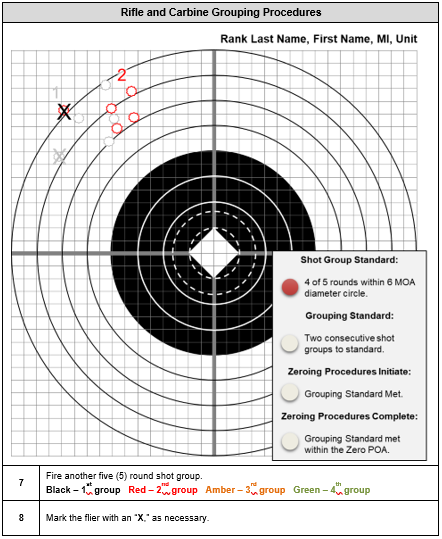 Rifle and Carbine Grouping Procedures
Rank Last Name, First Name, MI, Unit
2
1
X
X
Shot Group Standard:
4 of 5 rounds within 6 MOA
diameter circle.
Grouping Standard:
Two consecutive shot
groups to standard.
Zeroing Procedures Initiate:
Grouping Standard Met.
Zeroing Procedures Complete:
Grouping Standard met
within the Zero POA.
7
Fire another five (5) round shot group.
Black – 1st group Red – 2nd group Amber – 3rd group Green – 4th group
8
Mark the flier with an “X,” as necessary.